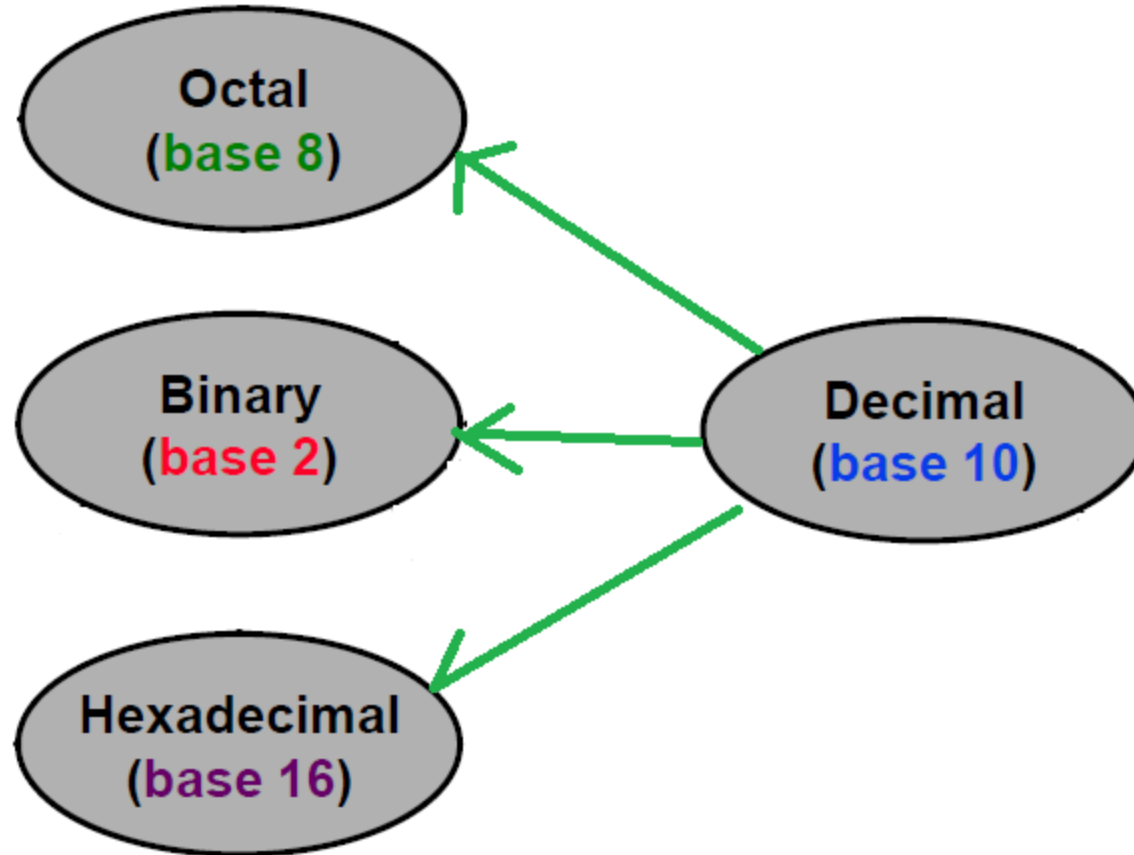 Octal
(base 8)
Binary
(base 2)
Decimal
(base 10)
Hexadecimal
(base 16)